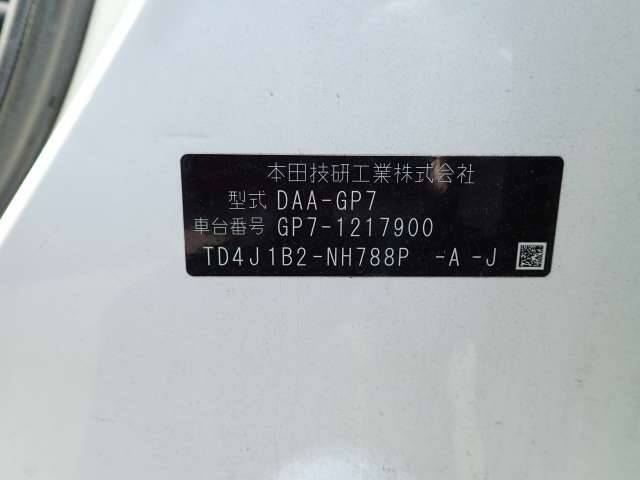 本田技研工業株式会社
型式 DAA-GP7
車台番号 GP7-1217900
TD4J1B2-NH788P -A -J